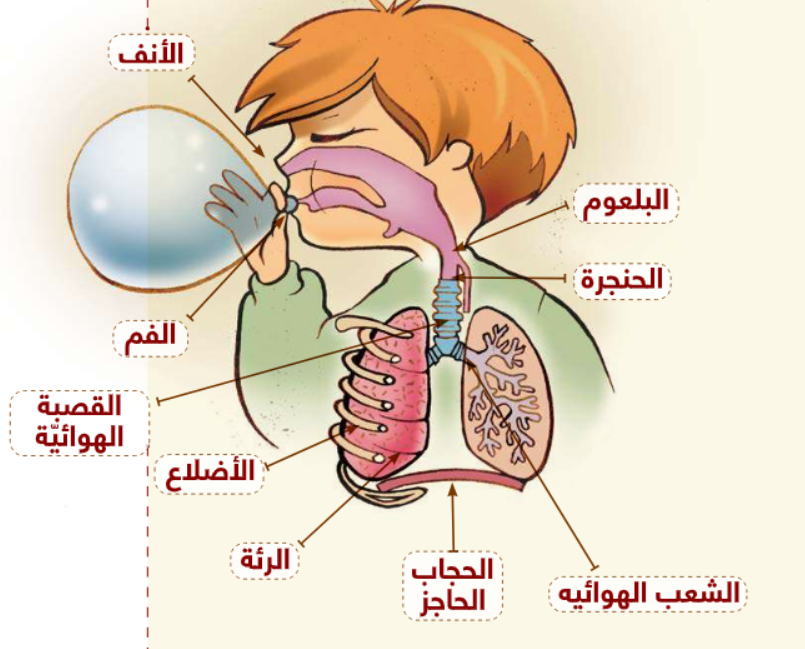 الأنف
البلعوم
الحنجرة
الفم
القصبة
الهوائيّة
الأضلاع
الرئة
الحجاب
الحاجز
الشعب الهوائيه